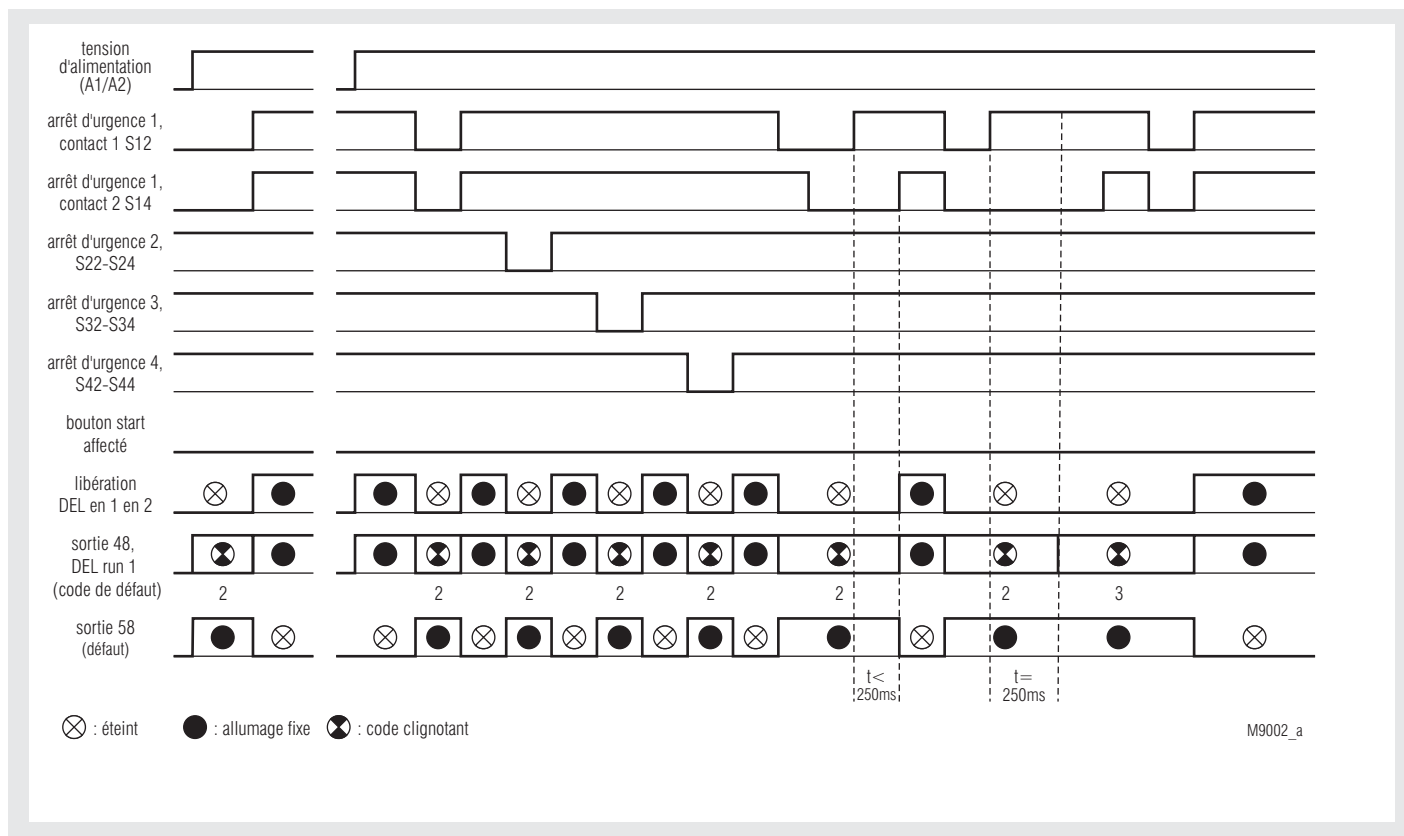 tension
d'alimentation
(A1/A2)
arrêt d'urgence 1,
contact 1 S12
arrêt d'urgence 1,
contact 2 S14
arrêt d'urgence 2,
S22-S24
arrêt d'urgence 3,
S32-S34
arrêt d'urgence 4,
S42-S44
bouton start
affecté
libération
DEL en 1 en 2
sortie 48,
DEL run 1
(code de défaut)
2 2 2 2 2 2 2 3
sortie 58
(défaut)
t<
250ms
t=
250ms
: éteint : allumage fixe : code clignotant
M9002_a